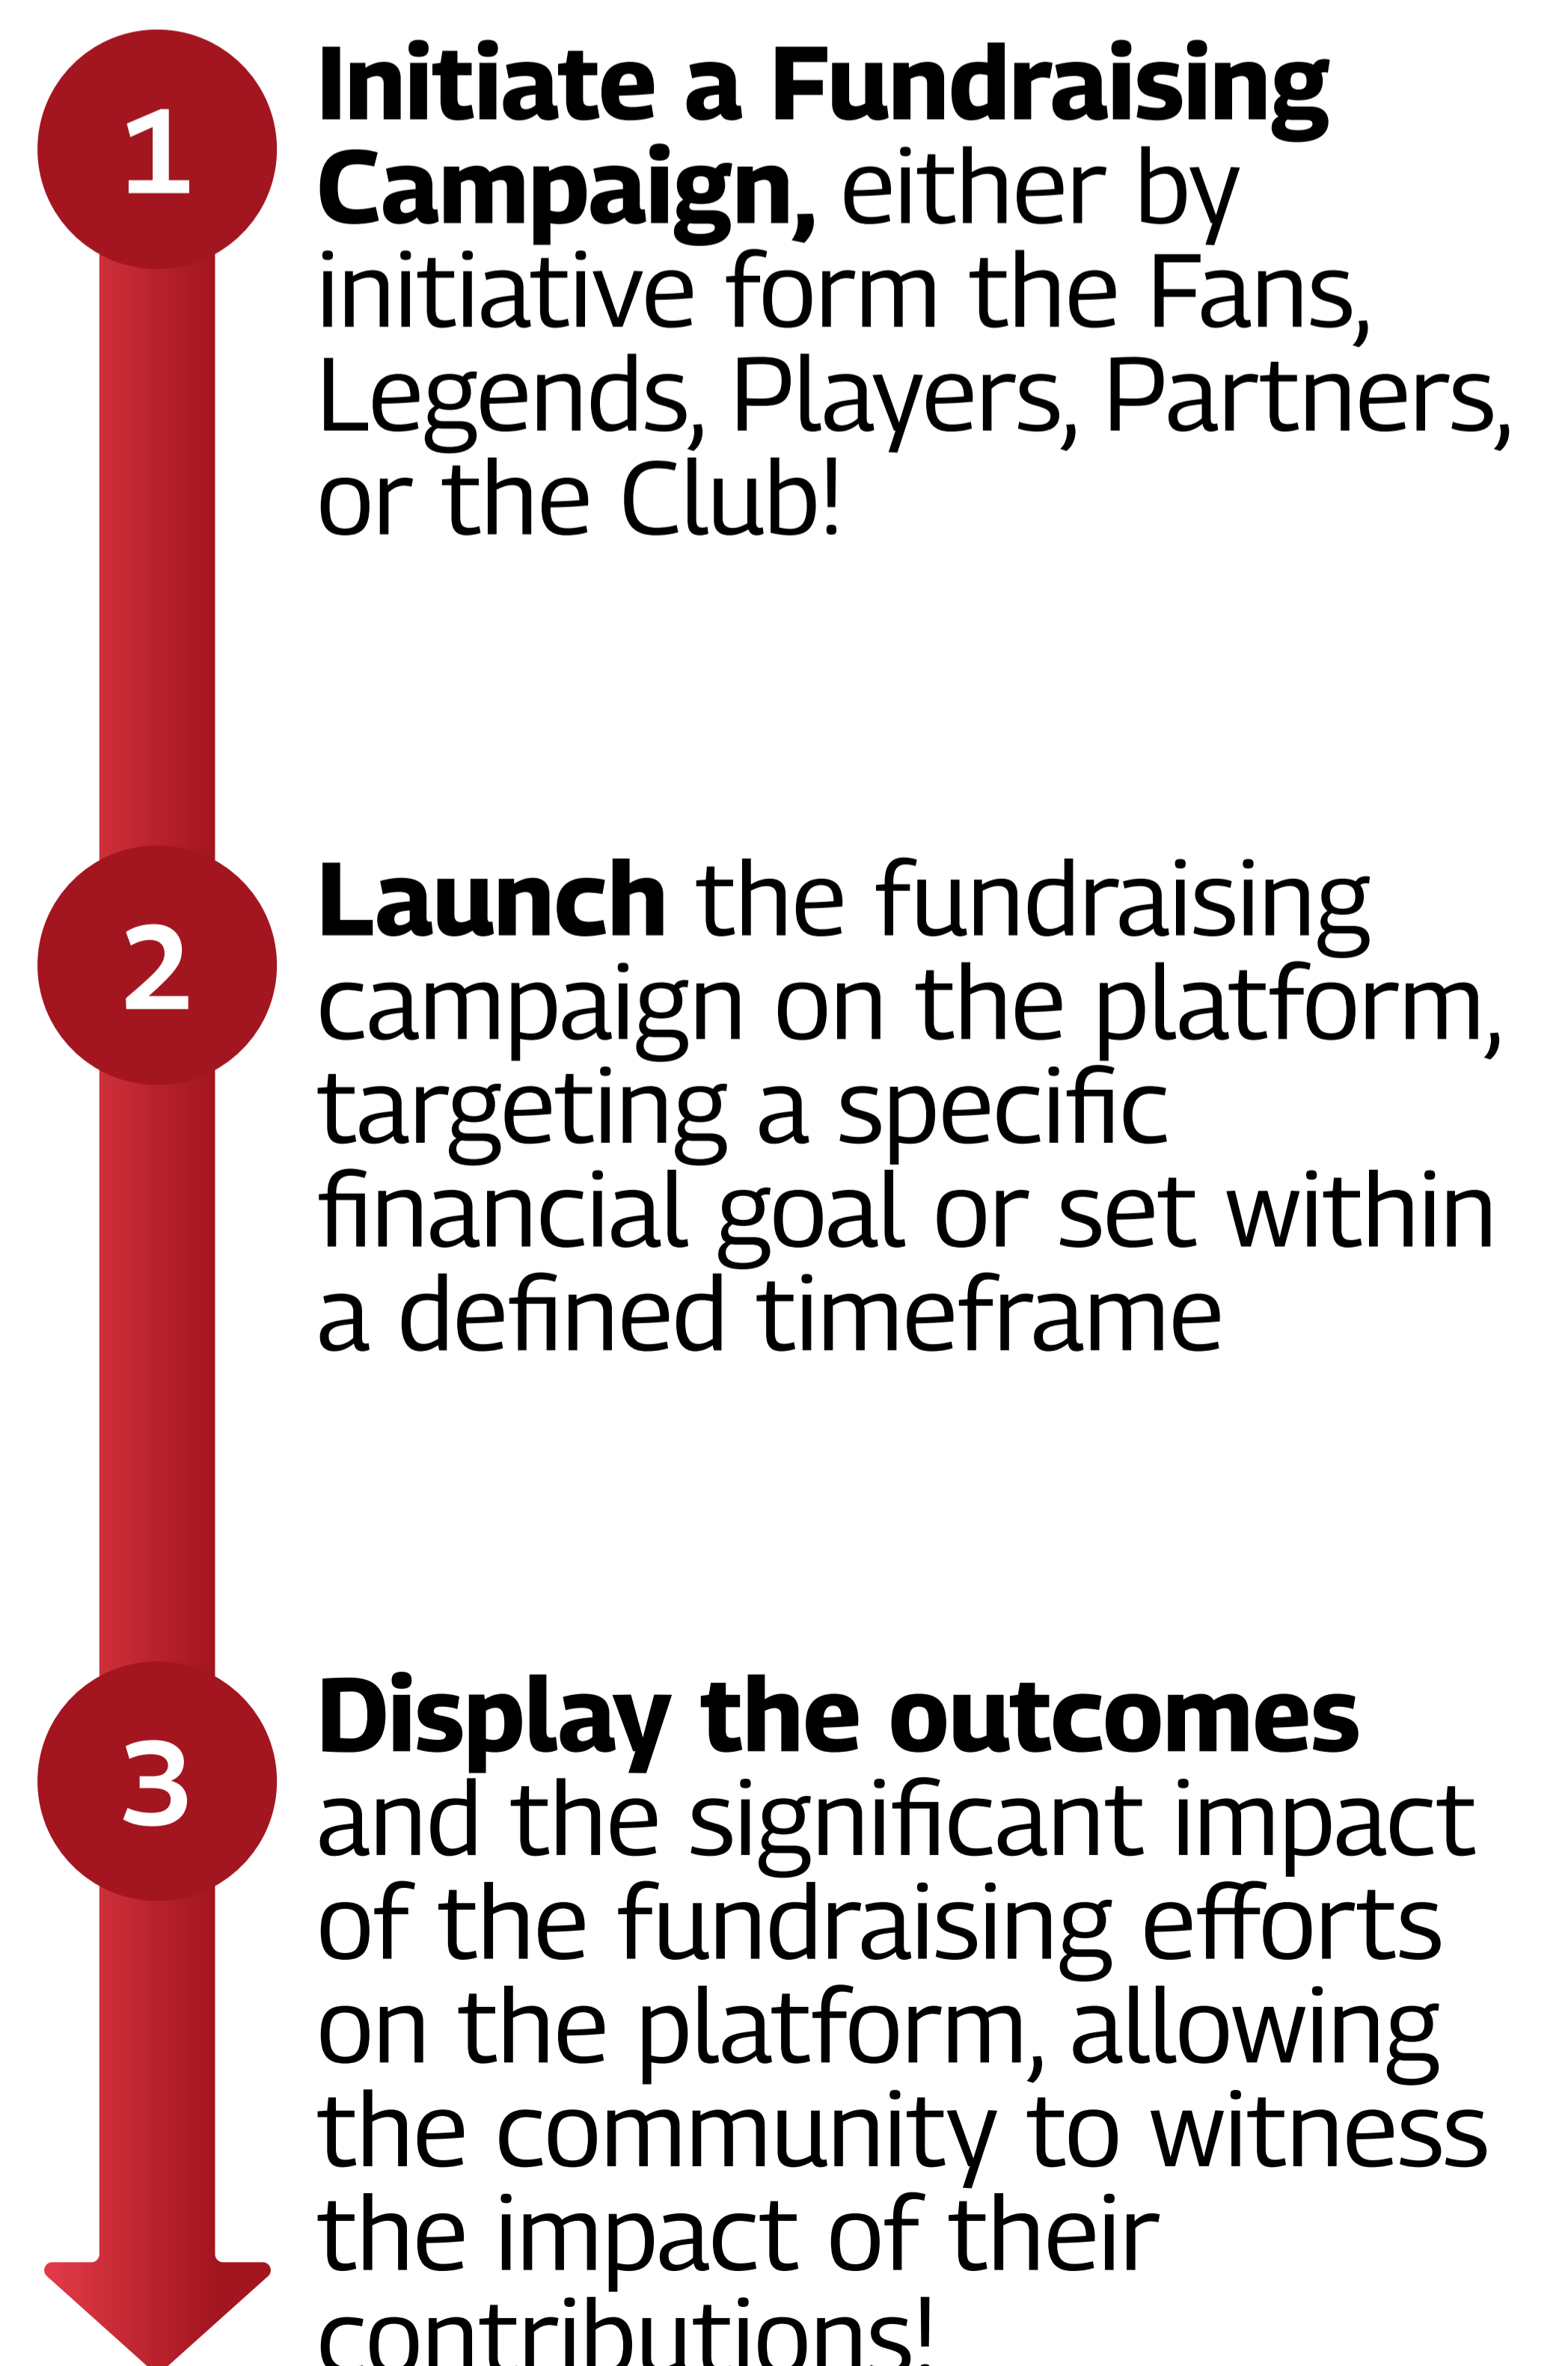 1
Initiate a Fundraising
Campaign, either by
initiative form the Fans,
Legends, Players, Partners,
or the Club!
2
Launch the fundraising
campaign on the platform,
targeting a specific
financial goal or set within
a defined timeframe
3
Display the outcomes
and the significant impact
of the fundraising efforts
on the platform, allowing
the community to witness
the impact of their
contributions!